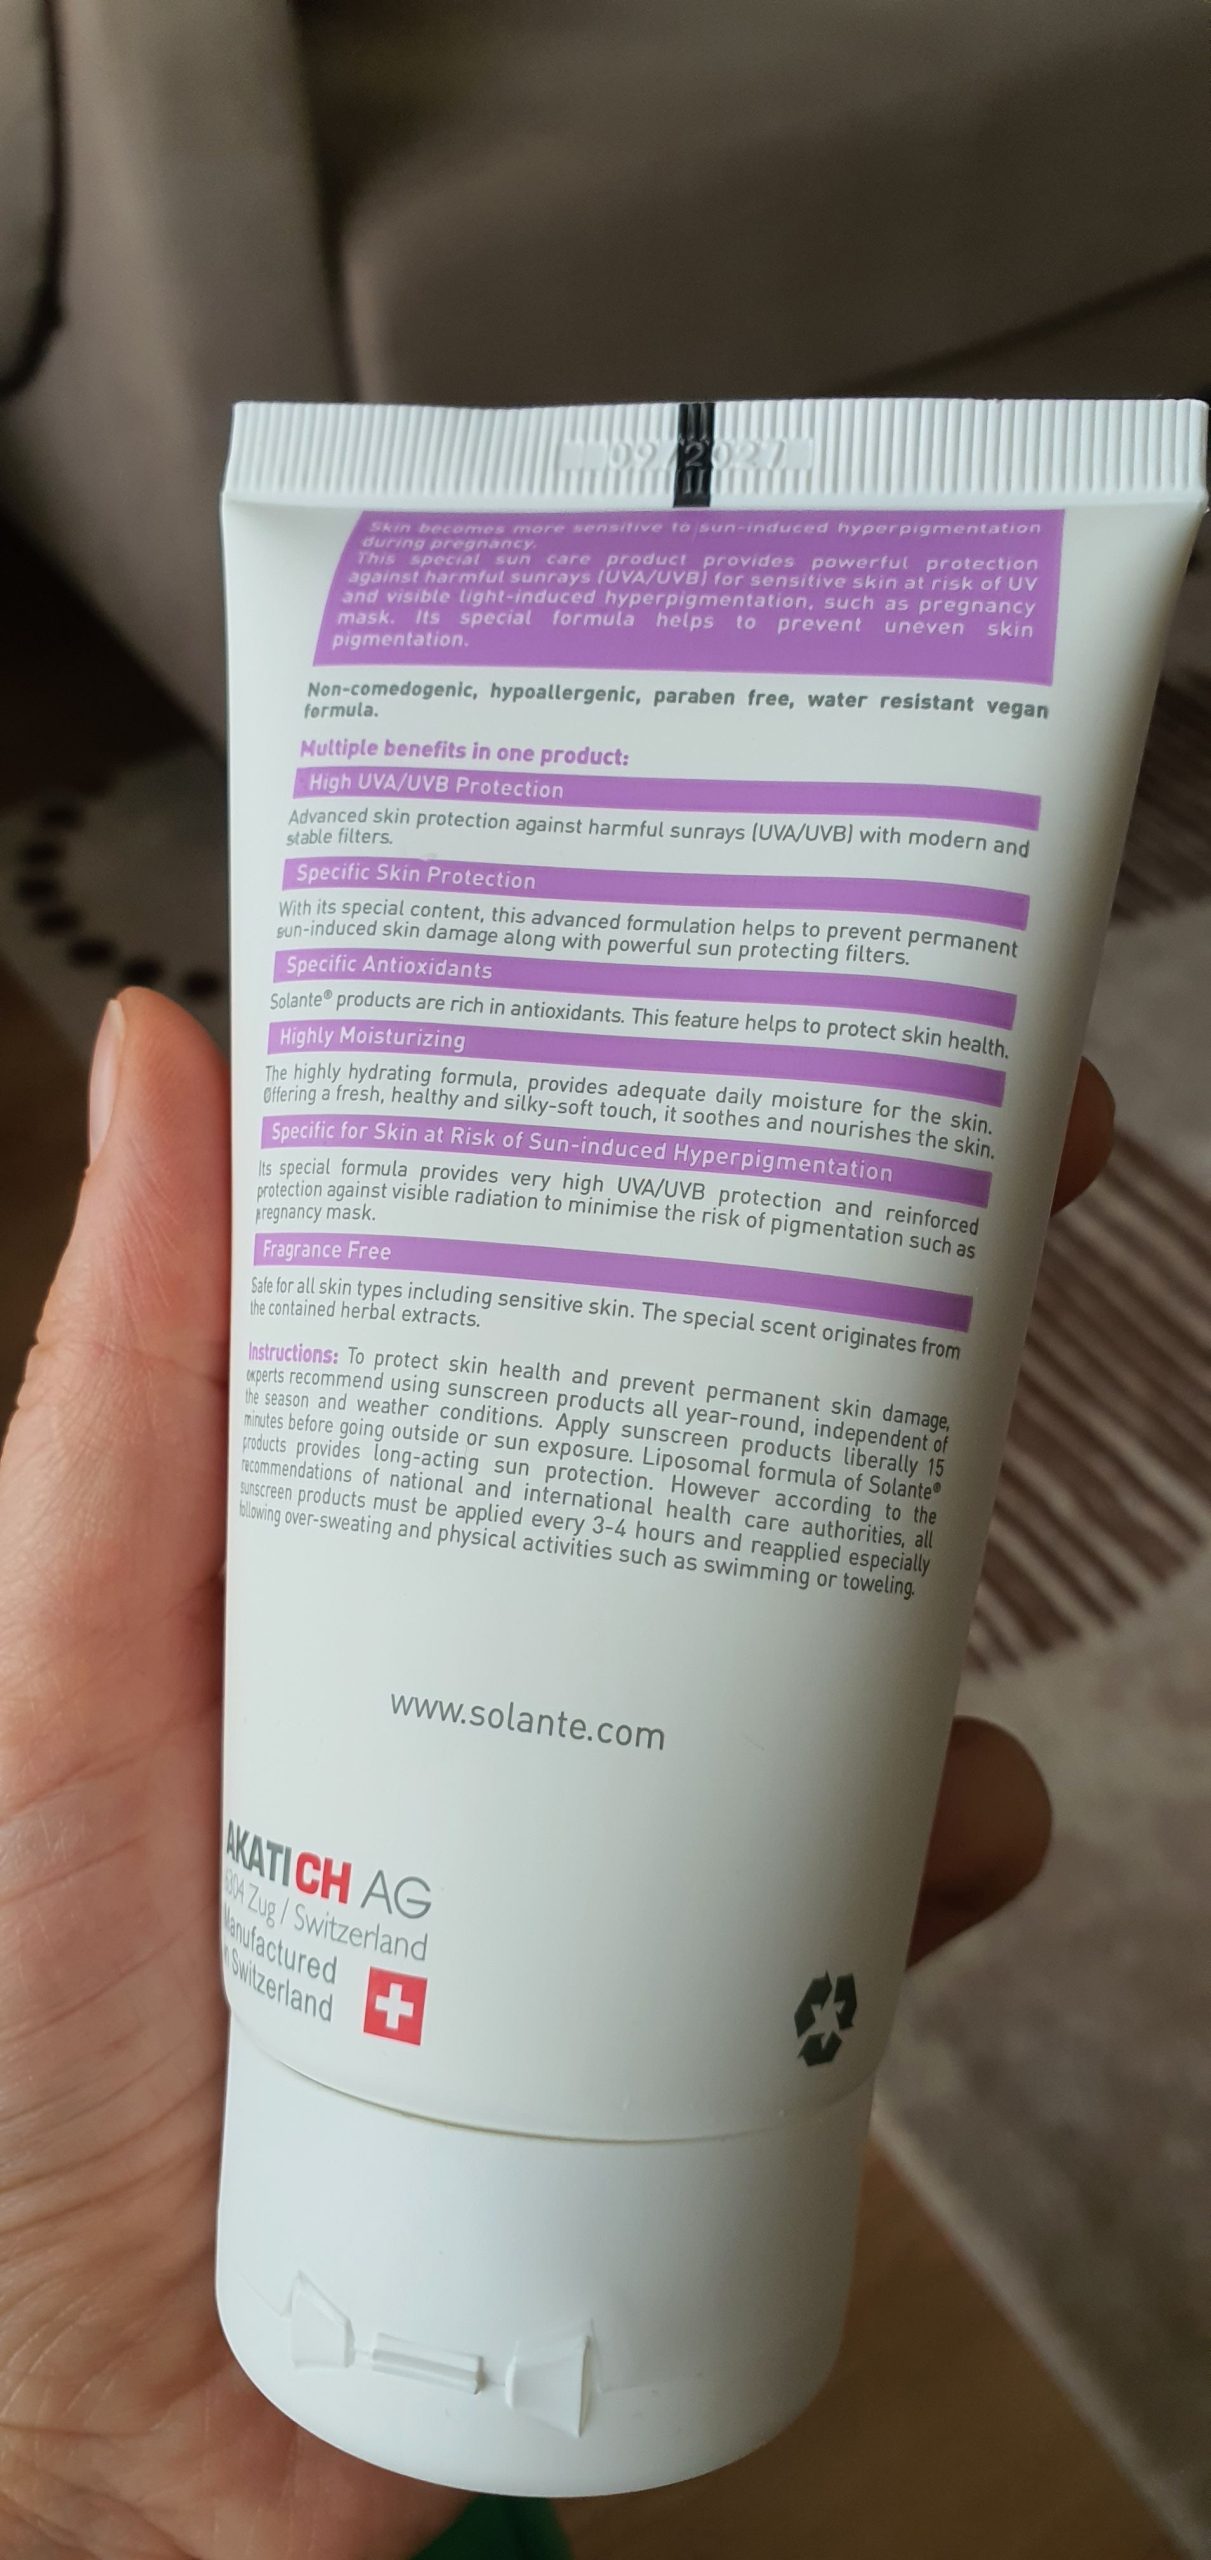 09/2027
Skin becomes more sensitive to sun-induced hyperpigmentation
during pregnancy.
This special sun care product provides powerful protection
against harmful sunrays (UVA/UVB) for sensitive skin at risk of UV
and visible light-induced hyperpigmentation, such as pregnancy
mask. Its special formula helps to prevent uneven skin
pigmentation.
Non-comedogenic, hypoallergenic, paraben free, water resistant vegan
formula.
Multiple benefits in one product:
High UVA/UVB Protection
Advanced skin protection against harmful sunrays (UVA/UVB) with modern and
stable filters.
Specific Skin Protection
With its special content, this advanced formulation helps to prevent permanent
sun-induced skin damage along with powerful sun protecting filters.
Specific Antioxidants
Solante® products are rich in antioxidants. This feature helps to protect skin health.
Highly Moisturizing
The highly hydrating formula, provides adequate daily moisture for the skin.
Offering a fresh, healthy and silky-soft touch, it soothes and nourishes the skin.
Specific for Skin at Risk of Sun-induced Hyperpigmentation
Its special formula provides very high UVA/UVB protection and reinforced
protection against visible radiation to minimise the risk of pigmentation such as
pregnancy mask.
Fragrance Free
Safe for all skin types including sensitive skin. The special scent originates from
the contained herbal extracts.
Instructions: To protect skin health and prevent permanent skin damage,
experts recommend using sunscreen products all year-round, independent of
the season and weather conditions. Apply sunscreen products liberally 15
minutes before going outside or sun exposure. Liposomal formula of Solante®
products provides long-acting sun protection. However according to the
recommendations of national and international health care authorities, all
sunscreen products must be applied every 3-4 hours and reapplied especially
following over-sweating and physical activities such as swimming or toweling.
www.solante.com
AKATICH AG
6304 Zug / Switzerland
Manufactured
in Switzerland